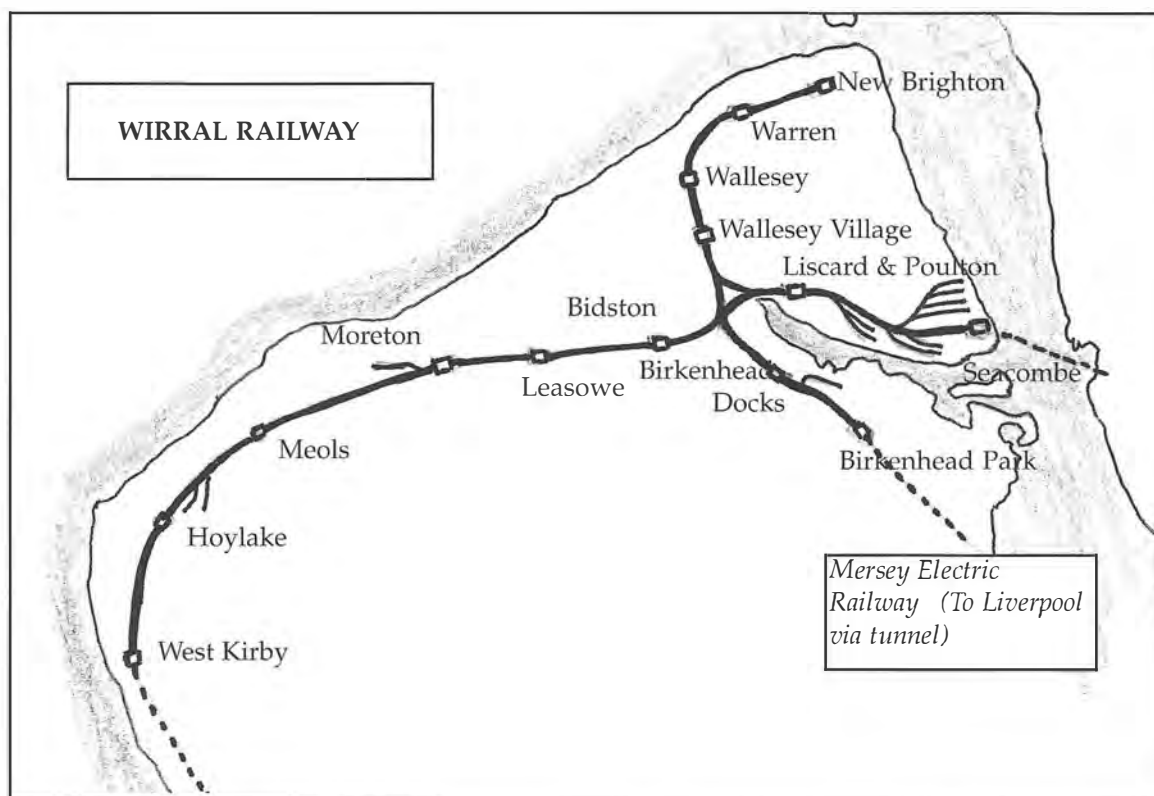 WIRRAL RAILWAY
New Brighton
Warren
Wallesey
Wallesey Village
Liscard & Poulton
Bidston
Moreton
Leasowe
Birkenhead
Docks
Seacombe
Meols
Birkenhead Park
Hoylake
Mersey Electric
Railway (To Liverpool
via tunnel)
West Kirby